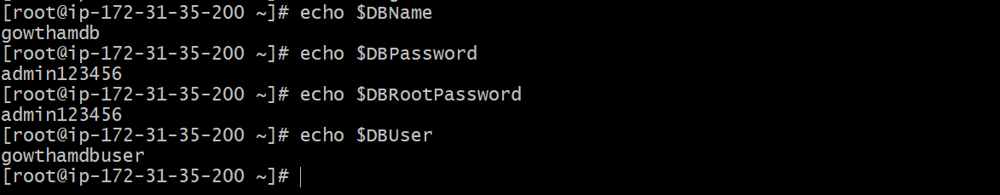 [root@ip-172-31-35-200 ~]# echo $DBName
gowthamdb
[root@ip-172-31-35-200 ~]# echo $DBPassword
admin123456
[root@ip-172-31-35-200 ~]# echo $DBRootPassword
admin123456
[root@ip-172-31-35-200 ~]# echo $DBUser
gowthamdbuser
[root@ip-172-31-35-200 ~]#